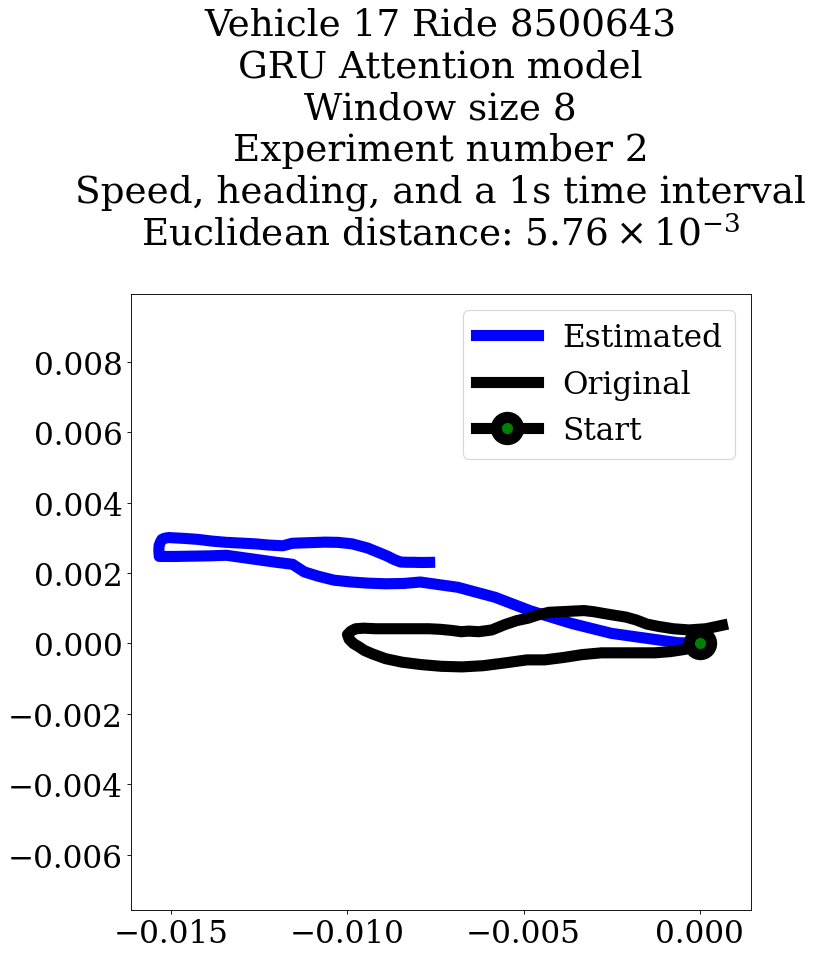 Vehicle 17 Ride 8500643
GRU Attention model
Window size 8
Experiment number 2
Speed, heading, and a 1s time interval
Euclidean distance: 5.76 × 10⁻³
Estimated
Original
Start
0.008
0.006
0.004
0.002
0.000
−0.002
−0.004
−0.006
−0.015 −0.010 −0.005 0.000